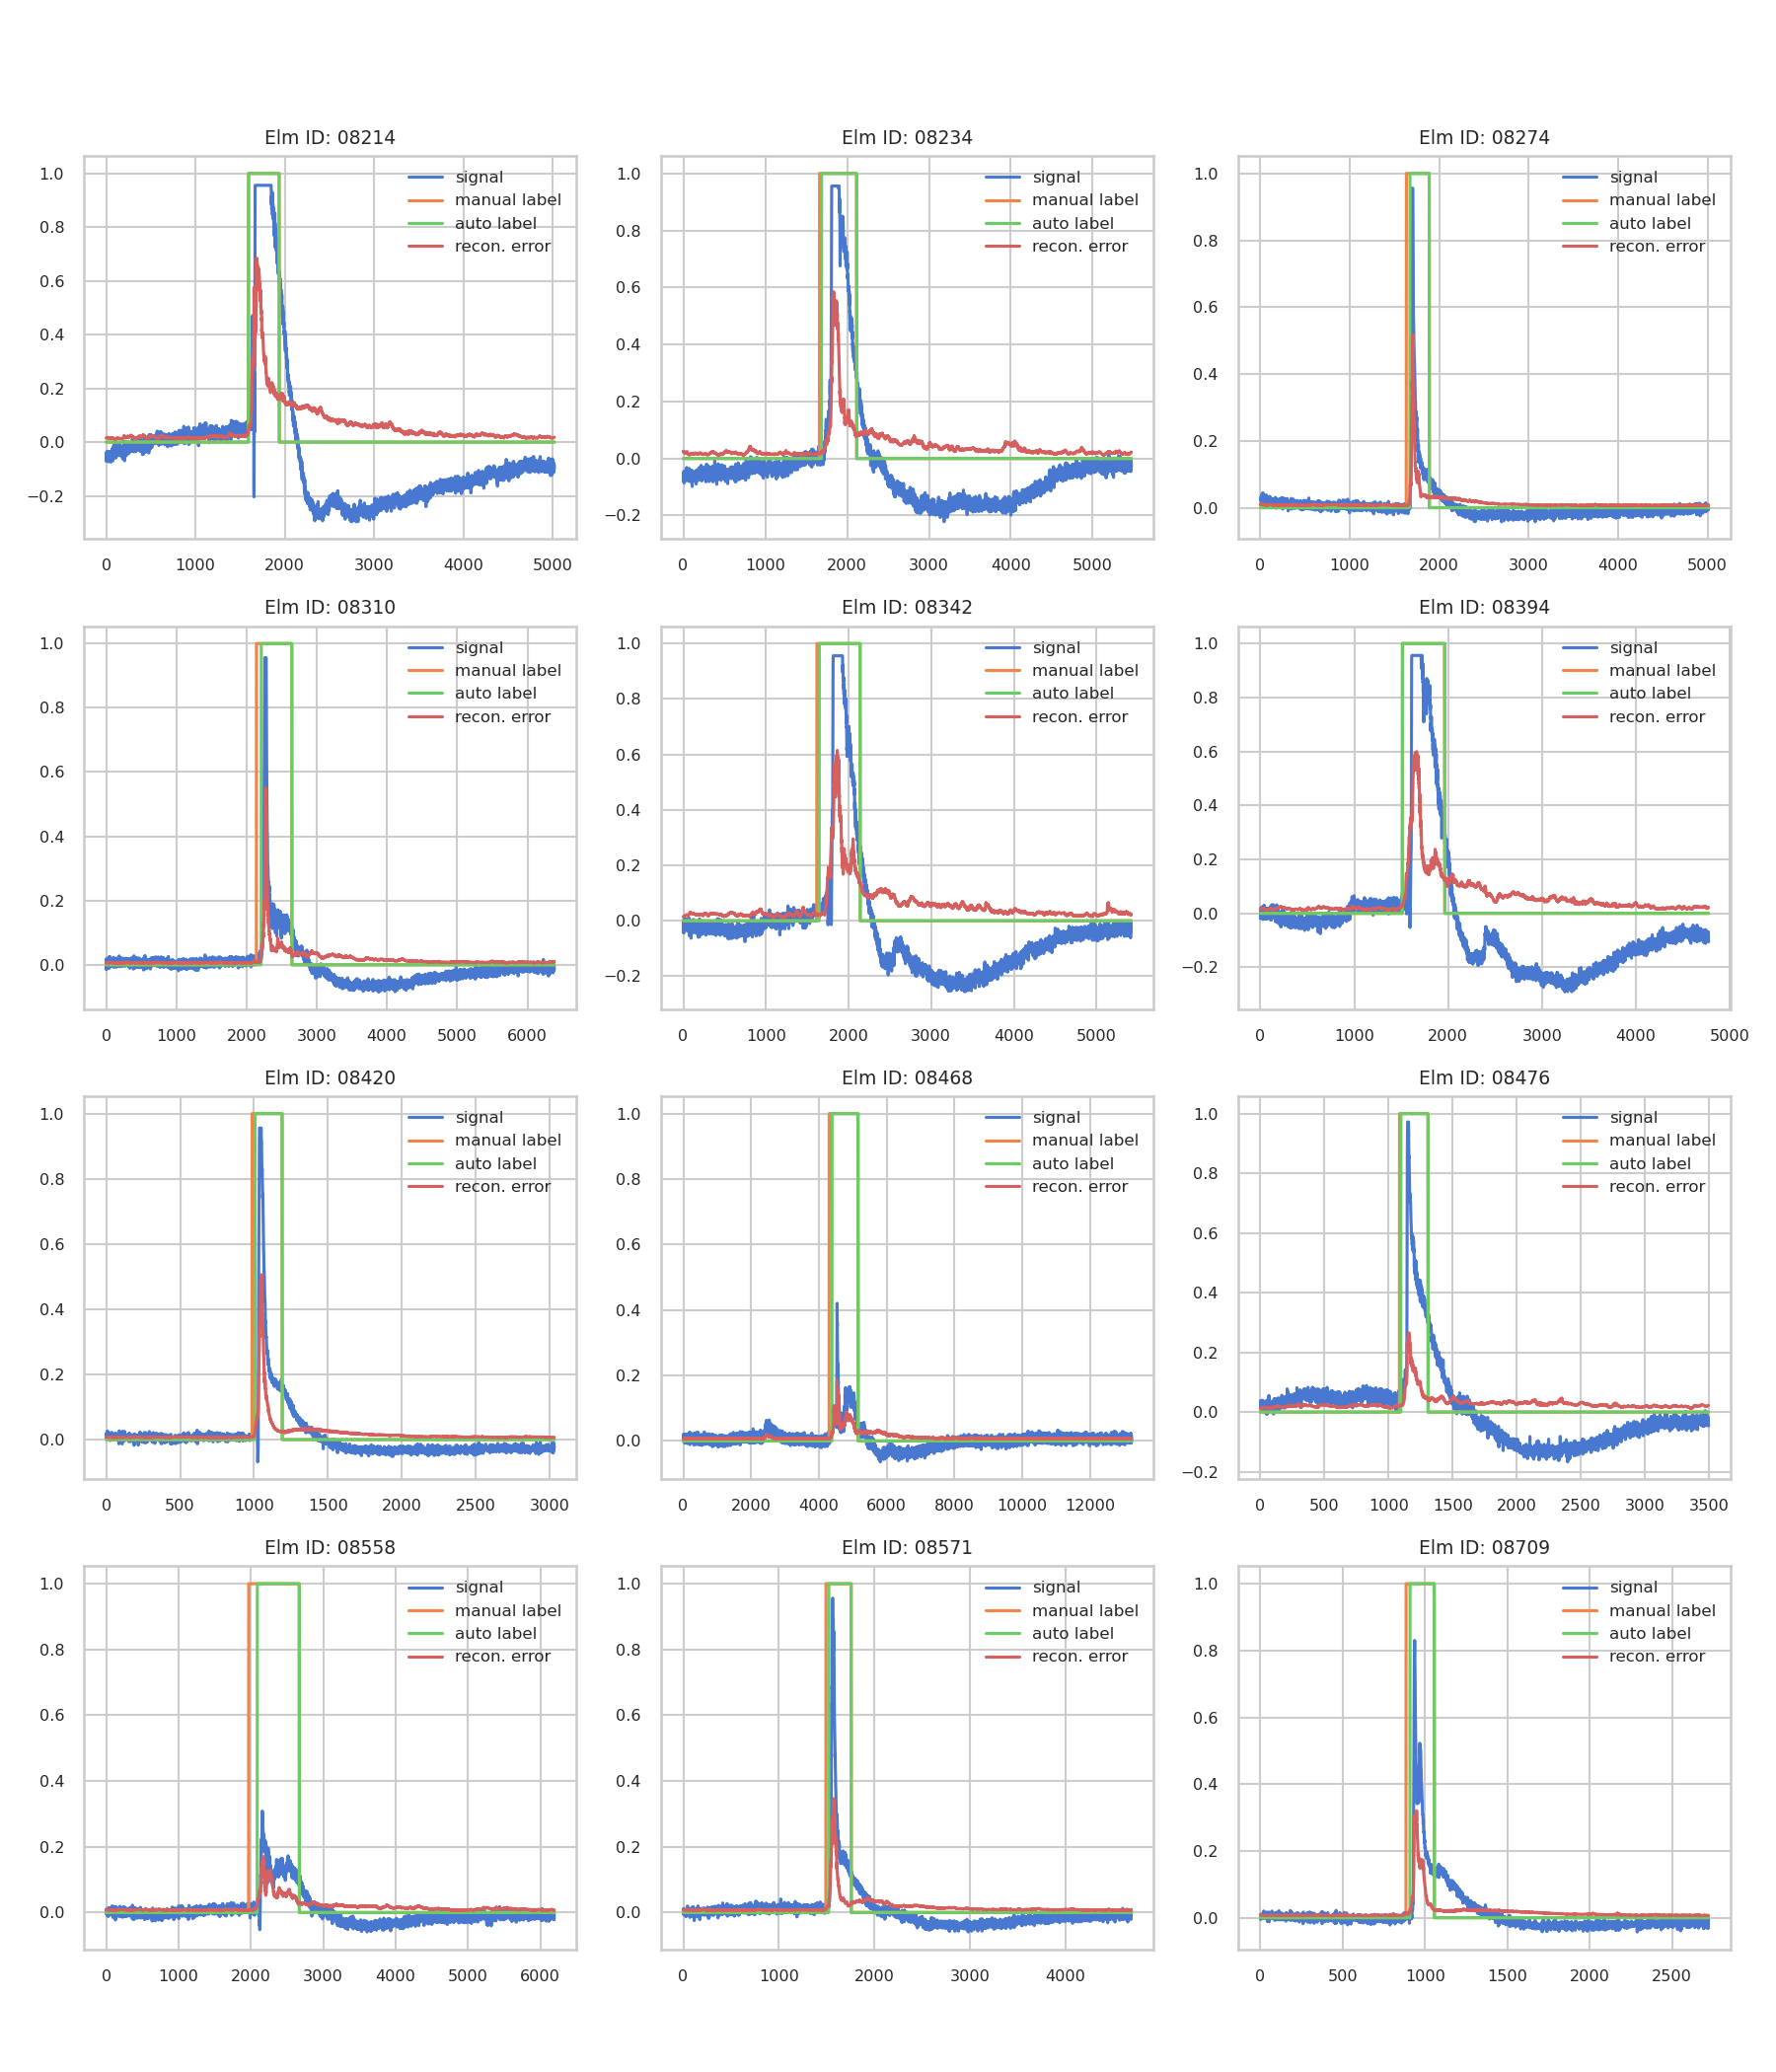 Elm ID: 08214
1.0
0.8
0.6
0.4
0.2
0.0
−0.2
signal
manual label
auto label
recon. error
0 1000 2000 3000 4000 5000
Elm ID: 08234
1.0
0.8
0.6
0.4
0.2
0.0
−0.2
signal
manual label
auto label
recon. error
0 1000 2000 3000 4000 5000
Elm ID: 08274
1.0
0.8
0.6
0.4
0.2
0.0
signal
manual label
auto label
recon. error
0 1000 2000 3000 4000 5000
Elm ID: 08310
1.0
0.8
0.6
0.4
0.2
0.0
signal
manual label
auto label
recon. error
0 1000 2000 3000 4000 5000 6000
Elm ID: 08342
1.0
0.8
0.6
0.4
0.2
0.0
−0.2
signal
manual label
auto label
recon. error
0 1000 2000 3000 4000 5000
Elm ID: 08394
1.0
0.8
0.6
0.4
0.2
0.0
−0.2
signal
manual label
auto label
recon. error
0 1000 2000 3000 4000 5000
Elm ID: 08420
1.0
0.8
0.6
0.4
0.2
0.0
signal
manual label
auto label
recon. error
0 500 1000 1500 2000 2500 3000
Elm ID: 08468
1.0
0.8
0.6
0.4
0.2
0.0
signal
manual label
auto label
recon. error
0 2000 4000 6000 8000 10000 12000
Elm ID: 08476
1.0
0.8
0.6
0.4
0.2
0.0
−0.2
signal
manual label
auto label
recon. error
0 500 1000 1500 2000 2500 3000 3500
Elm ID: 08558
1.0
0.8
0.6
0.4
0.2
0.0
signal
manual label
auto label
recon. error
0 1000 2000 3000 4000 5000 6000
Elm ID: 08571
1.0
0.8
0.6
0.4
0.2
0.0
signal
manual label
auto label
recon. error
0 1000 2000 3000 4000
Elm ID: 08709
1.0
0.8
0.6
0.4
0.2
0.0
signal
manual label
auto label
recon. error
0 500 1000 1500 2000 2500